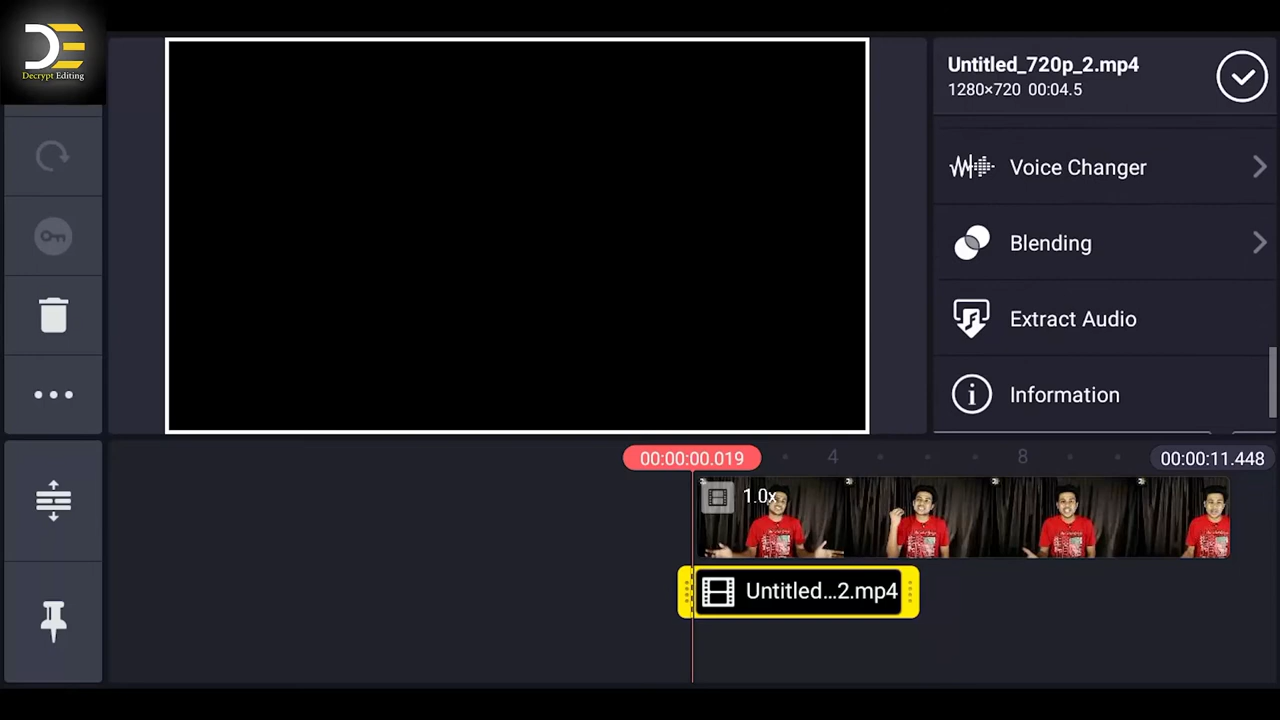 DE
Decrypt Editing
Untitled_720p_2.mp4
1280×720 00:04.5
Voice Changer
Blending
Extract Audio
Information
00:00:00.019
4
8
00:00:11.448
1.0x
Untitled...2.mp4